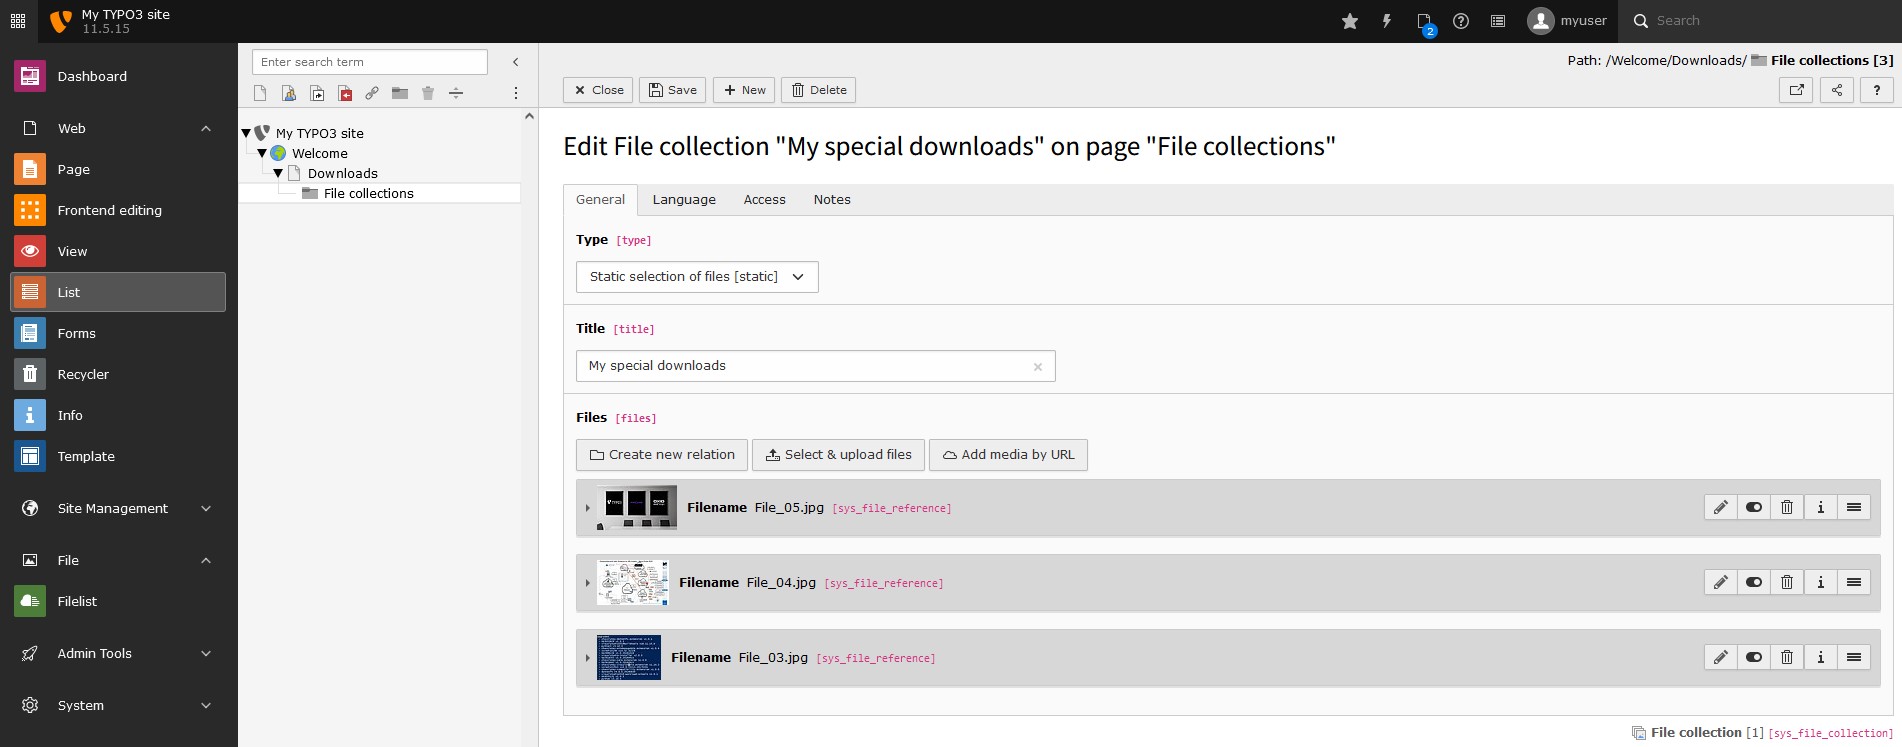 My TYPO3 site
11.5.15
2
myuser
Search
Dashboard
Web
Page
Frontend editing
View
List
Forms
Recycler
Info
Template
Site Management
File
Filelist
Admin Tools
System
Enter search term
My TYPO3 site
Welcome
Downloads
File collections
Path: /Welcome/Downloads/ File collections [3]
Close Save New Delete
?
Edit File collection "My special downloads" on page "File collections"
General Language Access Notes
Type [type]
Static selection of files [static]
Title [title]
My special downloads
Files [files]
Create new relation Select & upload files Add media by URL
Filename File_05.jpg [sys_file_reference]
Filename File_04.jpg [sys_file_reference]
Filename File_03.jpg [sys_file_reference]
File collection [1] [sys_file_collection]